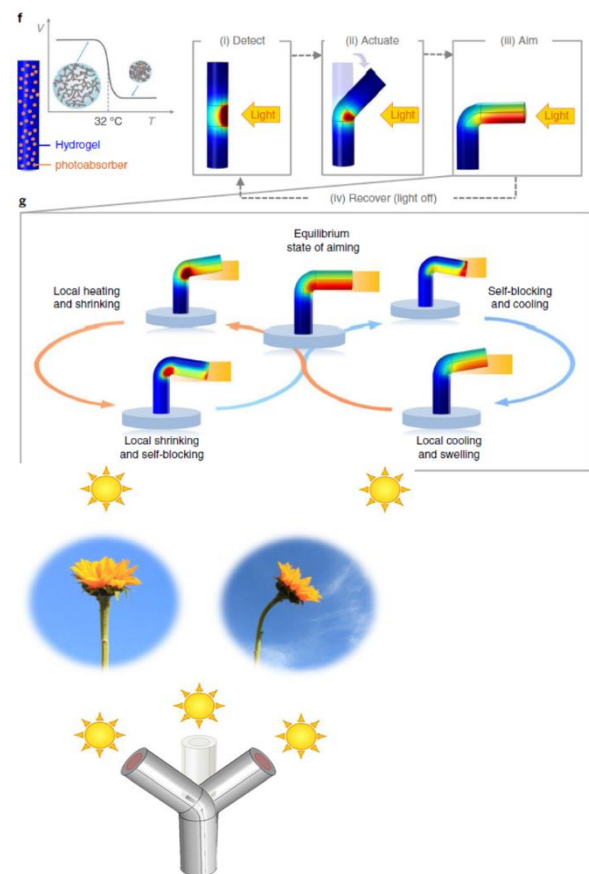 f
V
32 °C
T
Hydrogel
photoabsorber
(i) Detect
Light
(ii) Actuate
Light
(iii) Aim
Light
(iv) Recover (light off)
g
Equilibrium
state of aiming
Local heating
and shrinking
Self-blocking
and cooling
Local shrinking
and self-blocking
Local cooling
and swelling